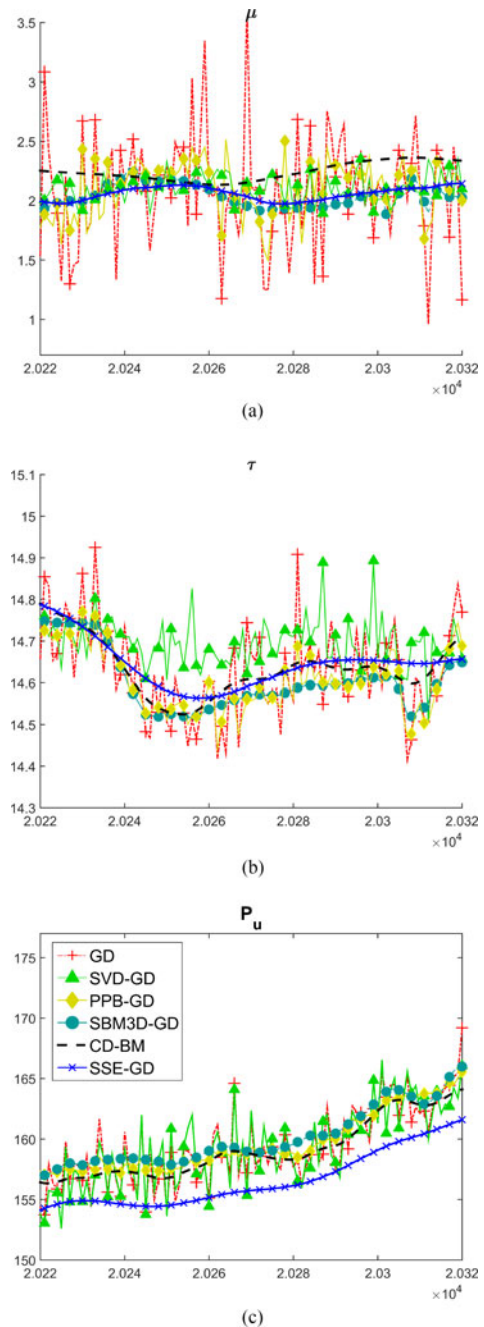 μ
3.5
3
2.5
2
1.5
1
2.022 2.024 2.026 2.028 2.03 2.032
×10⁴
(a)
τ
15.1
15
14.9
14.8
14.7
14.6
14.5
14.4
14.3
2.022 2.024 2.026 2.028 2.03 2.032
×10⁴
(b)
P_u
175
170
165
160
155
150
GD
SVD-GD
PPB-GD
SBM3D-GD
CD-BM
SSE-GD
2.022 2.024 2.026 2.028 2.03 2.032
×10⁴
(c)